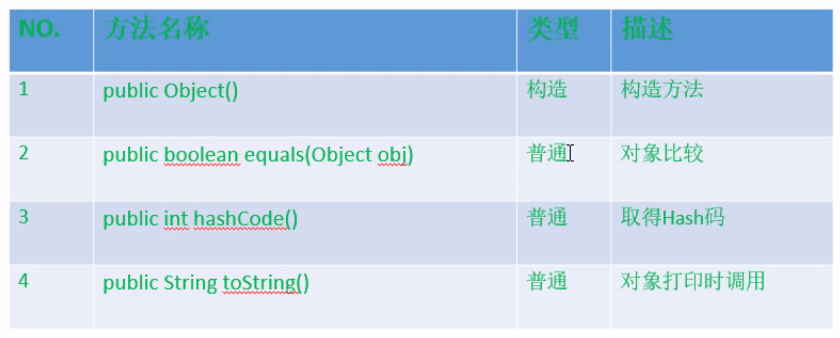 NO. 方法名称 类型 描述
1 public Object() 构造 构造方法
2 public boolean equals(Object obj) 普通 对象比较
3 public int hashCode() 普通 取得Hash码
4 public String toString() 普通 对象打印时调用